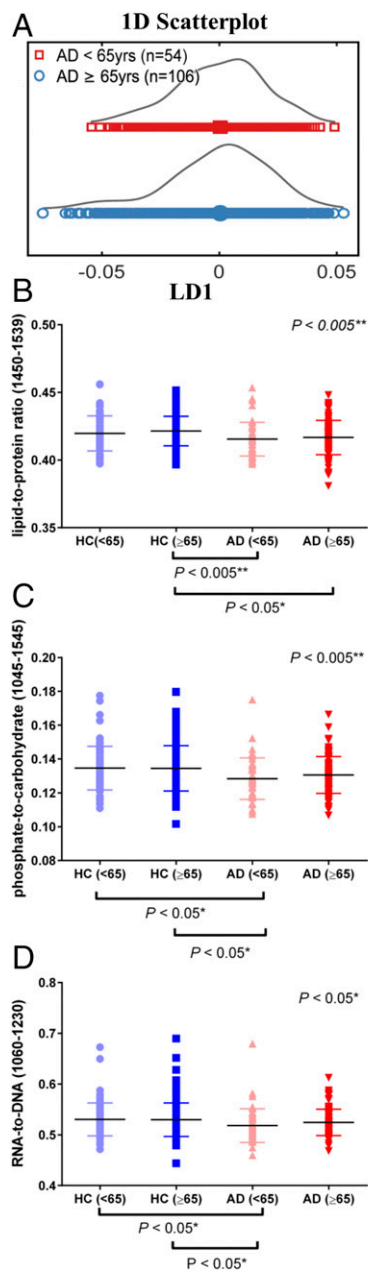 A
1D Scatterplot
AD < 65yrs (n=54)
AD ≥ 65yrs (n=106)
-0.05 0 0.05
LD1
B
P < 0.005**
lipid-to-protein ratio (1450-1539)
0.50
0.45
0.40
0.35
HC(<65) HC (≥65) AD (<65) AD (≥65)
P < 0.005**
P < 0.05*
C
P < 0.005**
phosphate-to-carbohydrate (1045-1545)
0.20
0.18
0.16
0.14
0.12
0.10
0.08
HC (<65) HC (≥65) AD (<65) AD (≥65)
P < 0.05*
P < 0.05*
D
P < 0.05*
RNA-to-DNA (1060-1230)
0.8
0.7
0.6
0.5
0.4
HC (<65) HC (≥65) AD (<65) AD (≥65)
P < 0.05*
P < 0.05*